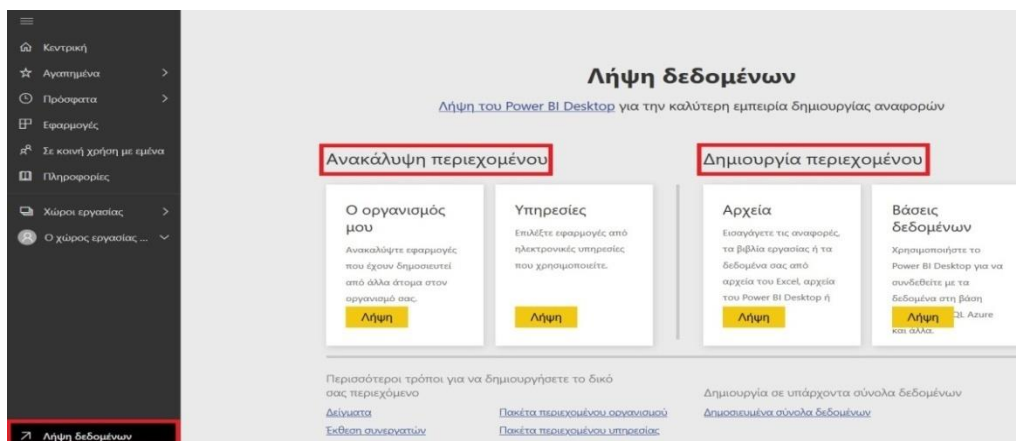 Κεντρική
Αγαπημένα
Πρόσφατα
Εφαρμογές
Σε κοινή χρήση με εμένα
Πληροφορίες
Χώροι εργασίας
Ο χώρος εργασίας ...
Λήψη δεδομένων
Λήψη δεδομένων
Λήψη του Power BI Desktop για την καλύτερη εμπειρία δημιουργίας αναφορών
Ανακάλυψη περιεχομένου
Ο οργανισμός
μου
Ανακαλύψτε εφαρμογές
που έχουν δημοσιευτεί
από άλλα άτομα στον
οργανισμό σας.
Λήψη
Υπηρεσίες
Επιλέξτε εφαρμογές από
ηλεκτρονικές υπηρεσίες
που χρησιμοποιείτε.
Λήψη
Δημιουργία περιεχομένου
Αρχεία
Εισαγάγετε τις αναφορές,
τα βιβλία εργασίας ή τα
δεδομένα σας από
αρχεία του Excel, αρχεία
του Power BI Desktop ή
Λήψη
Βάσεις
δεδομένων
Χρησιμοποιήστε το
Power BI Desktop για να
συνδεθείτε με τα
δεδομένα στη βάση
QL Azure
και άλλα.
Λήψη
Περισσότεροι τρόποι για να δημιουργήσετε το δικό
σας περιεχόμενο
Δείγματα
Έκθεση συνεργατών
Πακέτα περιεχομένου οργανισμού
Πακέτα περιεχομένου υπηρεσίας
Δημιουργία σε υπάρχοντα σύνολα δεδομένων
Δημοσιευμένα σύνολα δεδομένων